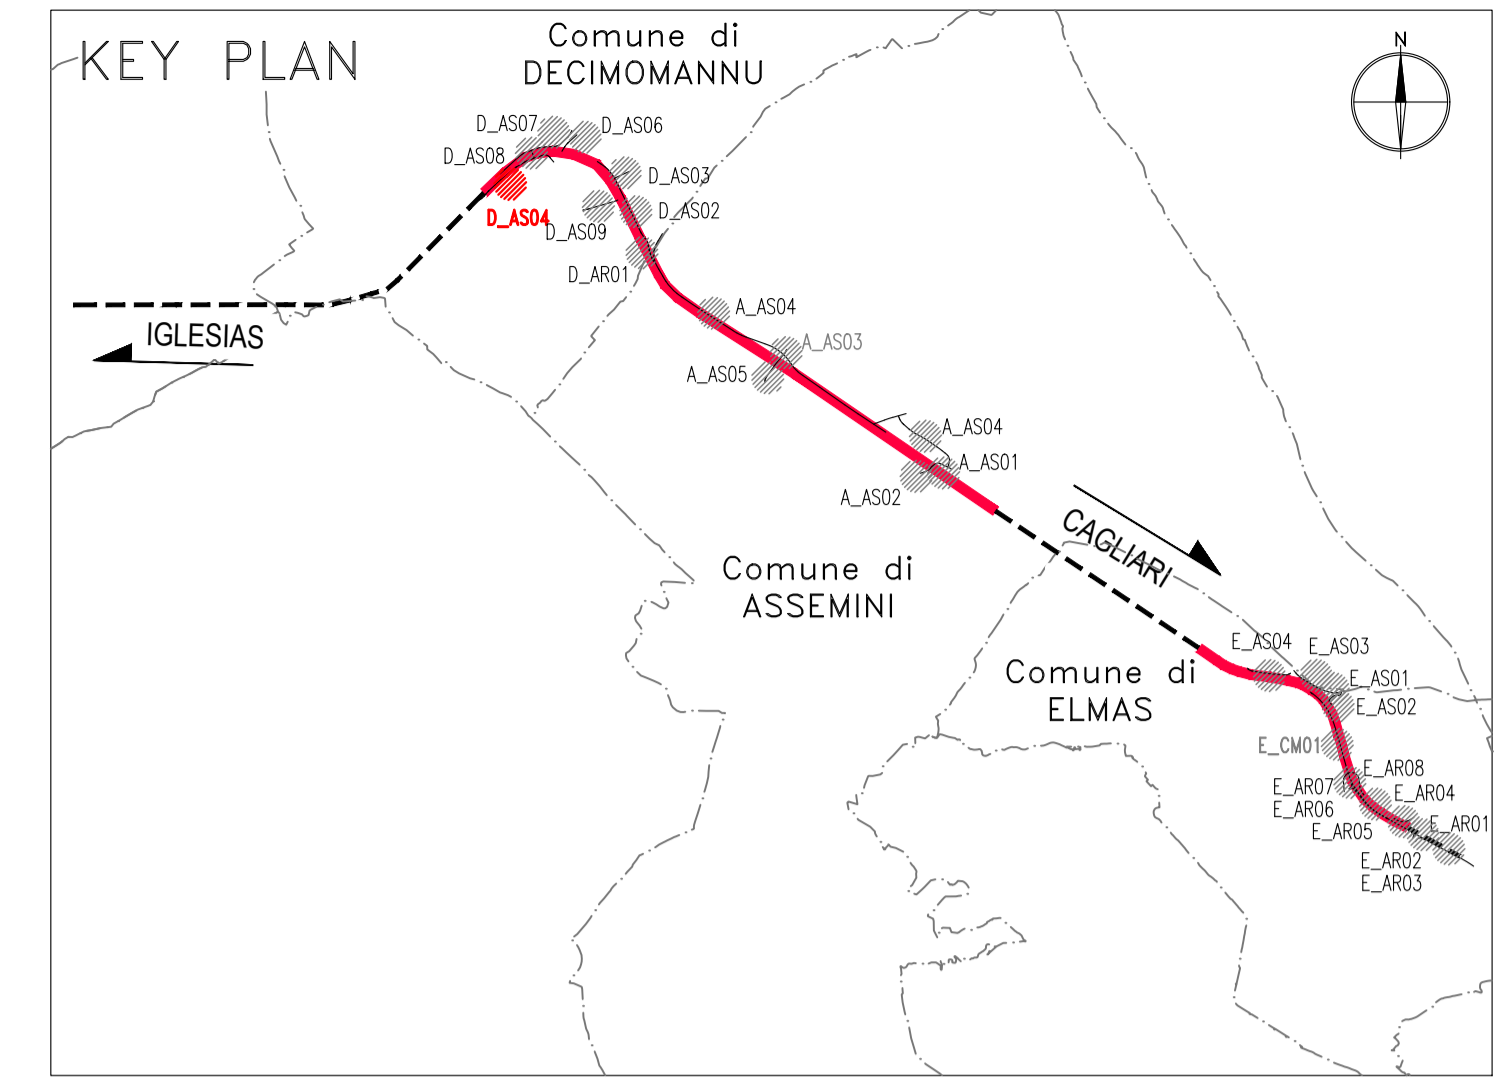 KEY PLAN
Comune di
DECIMOMANNU
N
D_AS07
D_AS06
D_AS08
D_AS03
D_AS04
D_AS02
D_AS09
D_AR01
A_AS04
IGLESIAS
A_AS03
A_AS05
A_AS04
A_AS01
A_AS02
CAGLIARI
Comune di
ASSEMINI
E_AS04
E_AS03
Comune di
ELMAS
E_AS01
E_AS02
E_CM01
E_AR08
E_AR07
E_AR04
E_AR06
E_AR01
E_AR05
E_AR02
E_AR03